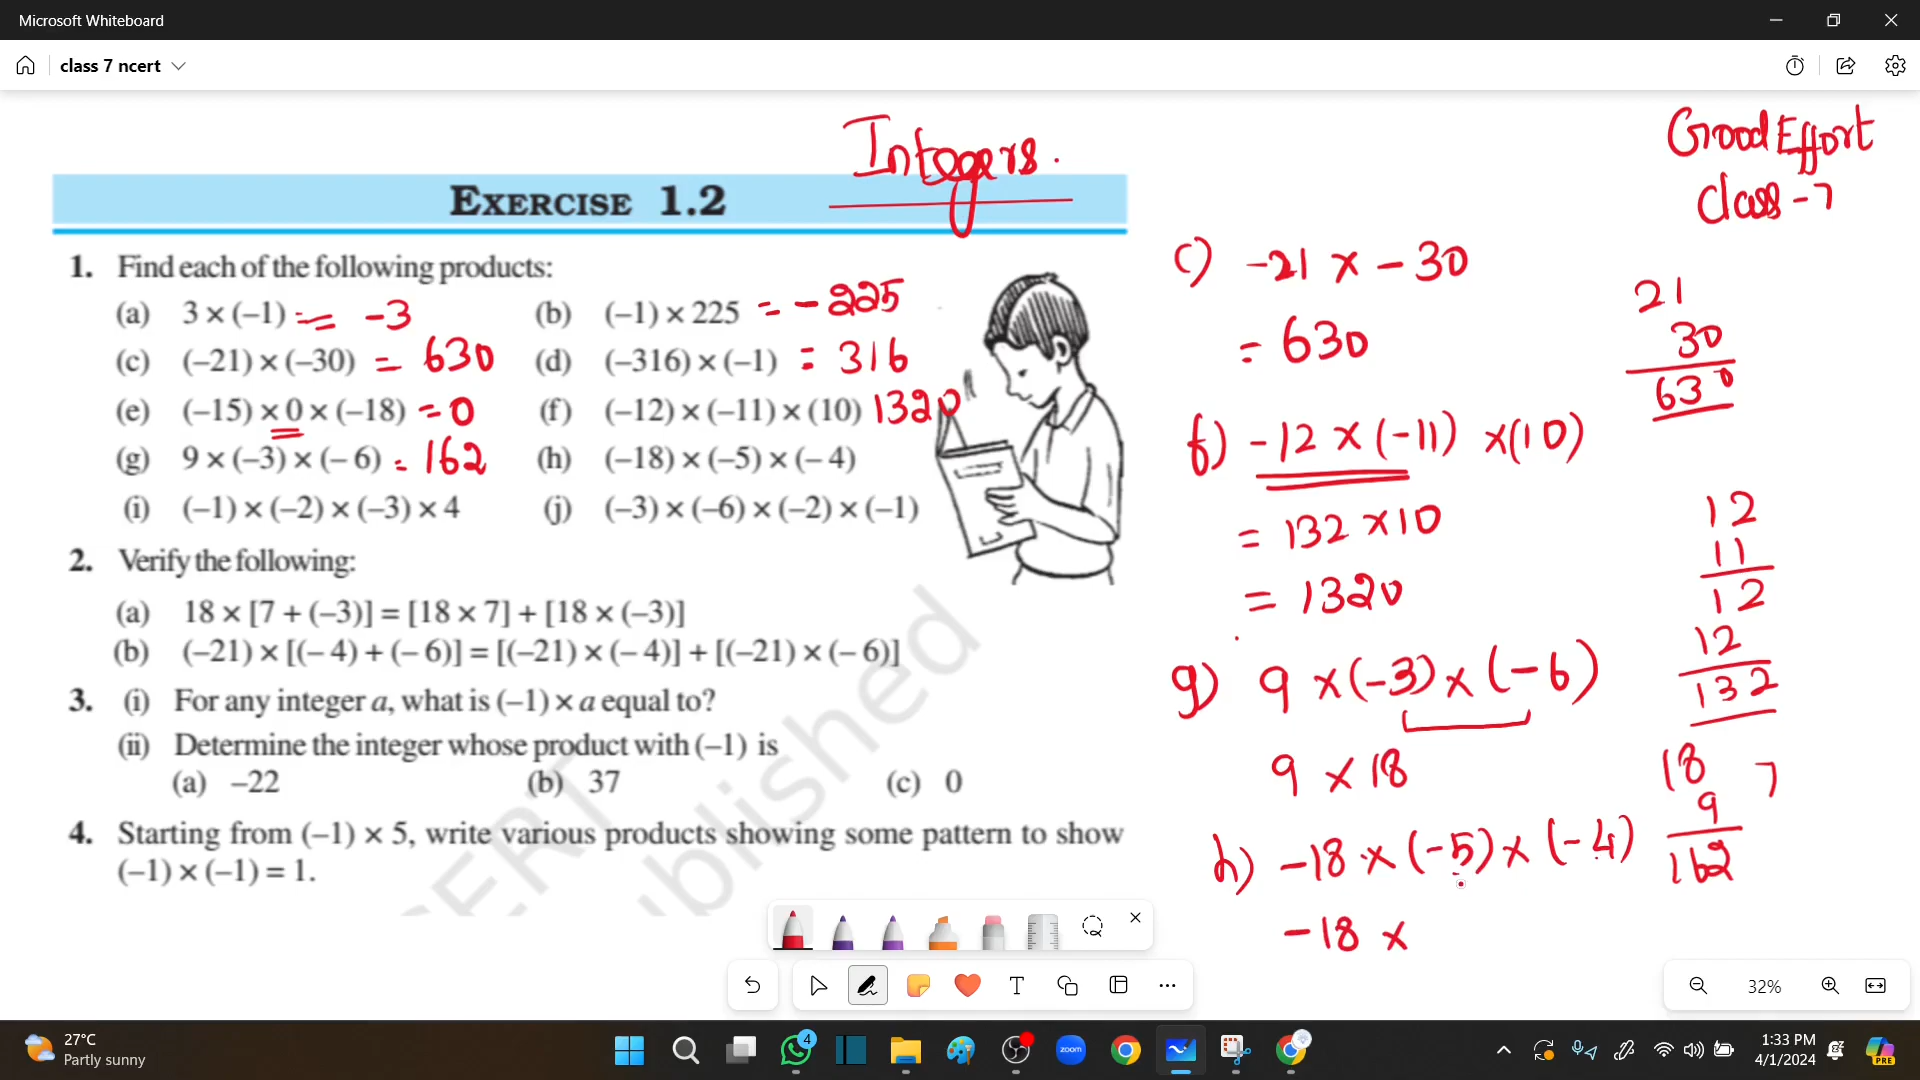 Microsoft Whiteboard
class 7 ncert
Integers.
Good Effort
Class - 7
EXERCISE 1.2
1. Find each of the following products:
(a) 3 × (–1) = -3 (b) (–1) × 225 = -225
(c) (–21) × (–30) = 630 (d) (–316) × (–1) = 316
(e) (–15) × 0 × (–18) = 0 (f) (–12) × (–11) × (10) 1320
(g) 9 × (–3) × (– 6) = 162 (h) (–18) × (–5) × (– 4)
(i) (–1) × (–2) × (–3) × 4 (j) (–3) × (–6) × (–2) × (–1)
2. Verify the following:
(a) 18 × [7 + (–3)] = [18 × 7] + [18 × (–3)]
(b) (–21) × [(– 4) + (– 6)] = [(–21) × (– 4)] + [(–21) × (– 6)]
3. (i) For any integer a, what is (–1) × a equal to?
(ii) Determine the integer whose product with (–1) is
(a) –22 (b) 37 (c) 0
4. Starting from (–1) × 5, write various products showing some pattern to show
(–1) × (–1) = 1.
ERT
ublished
c) -21 x - 30
= 630
21
30
630
f) -12 x (-11) x(10)
= 132 x10
= 1320
12
11
12
12
132
g) 9 x(-3) x (-6)
9 x 18
18 7
9
162
h) -18 x (-5) x (-4)
-18 x
32%
27°C
Partly sunny
4
zoom
1:33 PM
4/1/2024
PRE